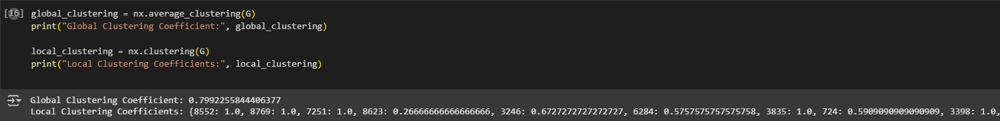 [16] global_clustering = nx.average_clustering(G)
print("Global Clustering Coefficient:", global_clustering)
local_clustering = nx.clustering(G)
print("Local Clustering Coefficients:", local_clustering)
Global Clustering Coefficient: 0.7992255844406377
Local Clustering Coefficients: {8552: 1.0, 8769: 1.0, 7251: 1.0, 8623: 0.26666666666666666, 3246: 0.6727272727272727, 6284: 0.5757575757575758, 3835: 1.0, 724: 0.5909090909090909, 3398: 1.0,